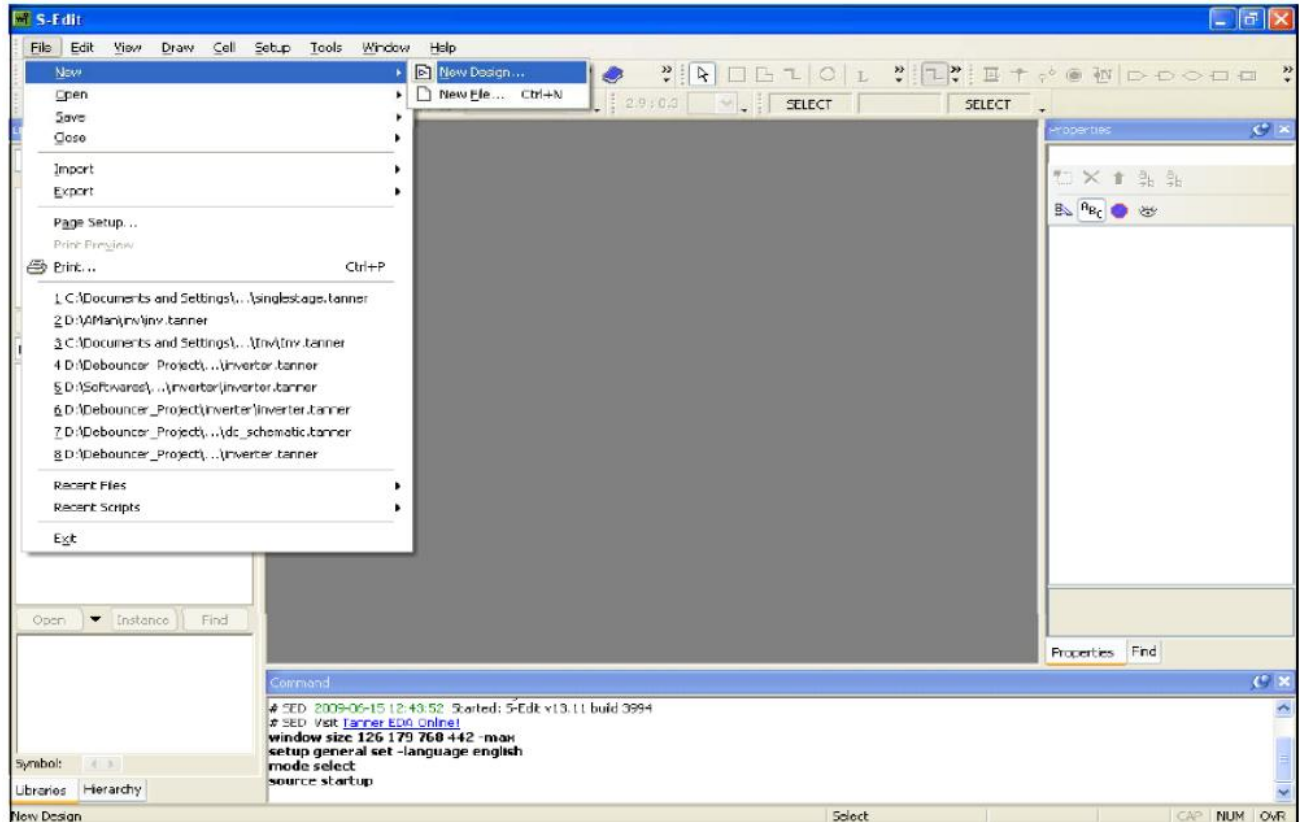 S-Edit
File Edit View Draw Cell Setup Tools Window Help
New
New Design...
Open
New File... Ctrl+N
Save
Close
2.9 : 0.3
SELECT
SELECT
Import
Export
Page Setup...
Print Preview
Print... Ctrl+P
1 C:\Documents and Settings\...\singlestage.tanner
2 D:\AMan\inv\inv.tanner
3 C:\Documents and Settings\...\Inv\Inv.tanner
4 D:\Debouncer_Project\...\inverter.tanner
5 D:\Softwares\...\inverter\inverter.tanner
6 D:\Debouncer_Project\inverter\inverter.tanner
7 D:\Debouncer_Project\...\dc_schematic.tanner
8 D:\Debouncer_Project\...\inverter.tanner
Recent Files
Recent Scripts
Exit
Properties
ABC
Open Instance Find
Symbol:
Libraries Hierarchy
Properties Find
Command
# SED 2009-06-15 12:43:52 Started: S-Edit v13.11 build 3994
# SED Visit Tanner EDA Online!
window size 126 179 768 442 -max
setup general set -language english
mode select
source startup
New Design
Select
CAP NUM OVR